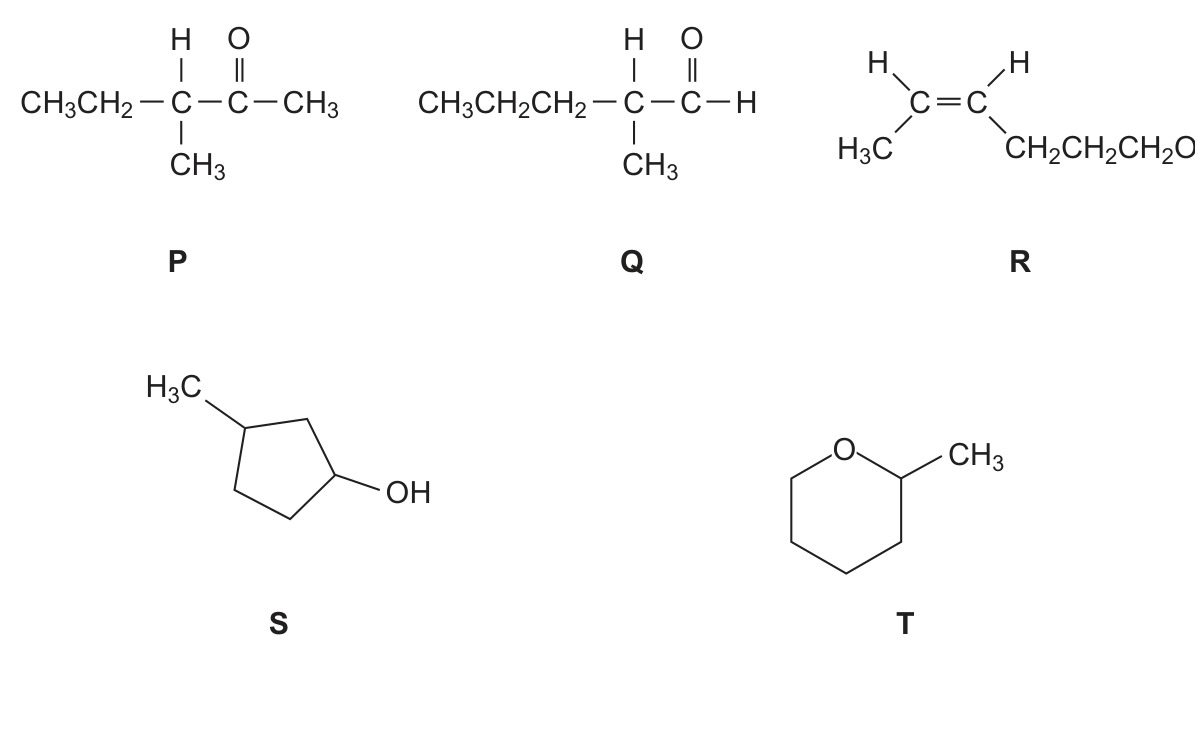 H O
CH₃CH₂—C—C—CH₃
CH₃
P
H O
CH₃CH₂CH₂—C—C—H
CH₃
Q
H H
C=C
H₃C CH₂CH₂CH₂O
R
H₃C
OH
S
O
CH₃
T